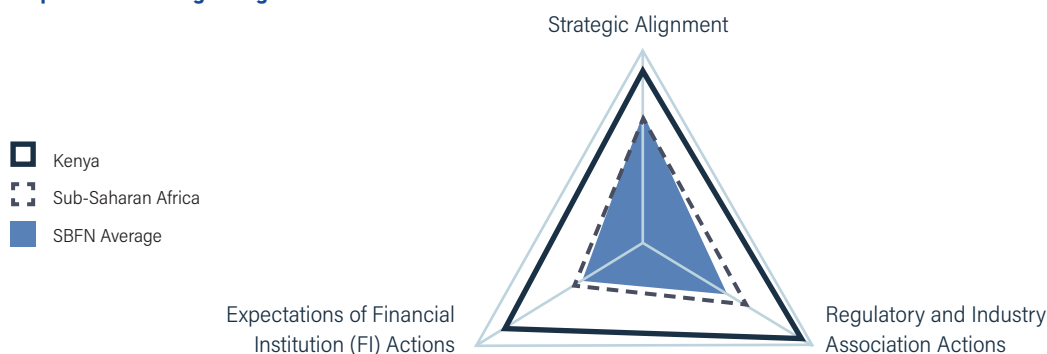 Strategic Alignment
Kenya
Sub-Saharan Africa
SBFN Average
Expectations of Financial
Institution (FI) Actions
Regulatory and Industry
Association Actions